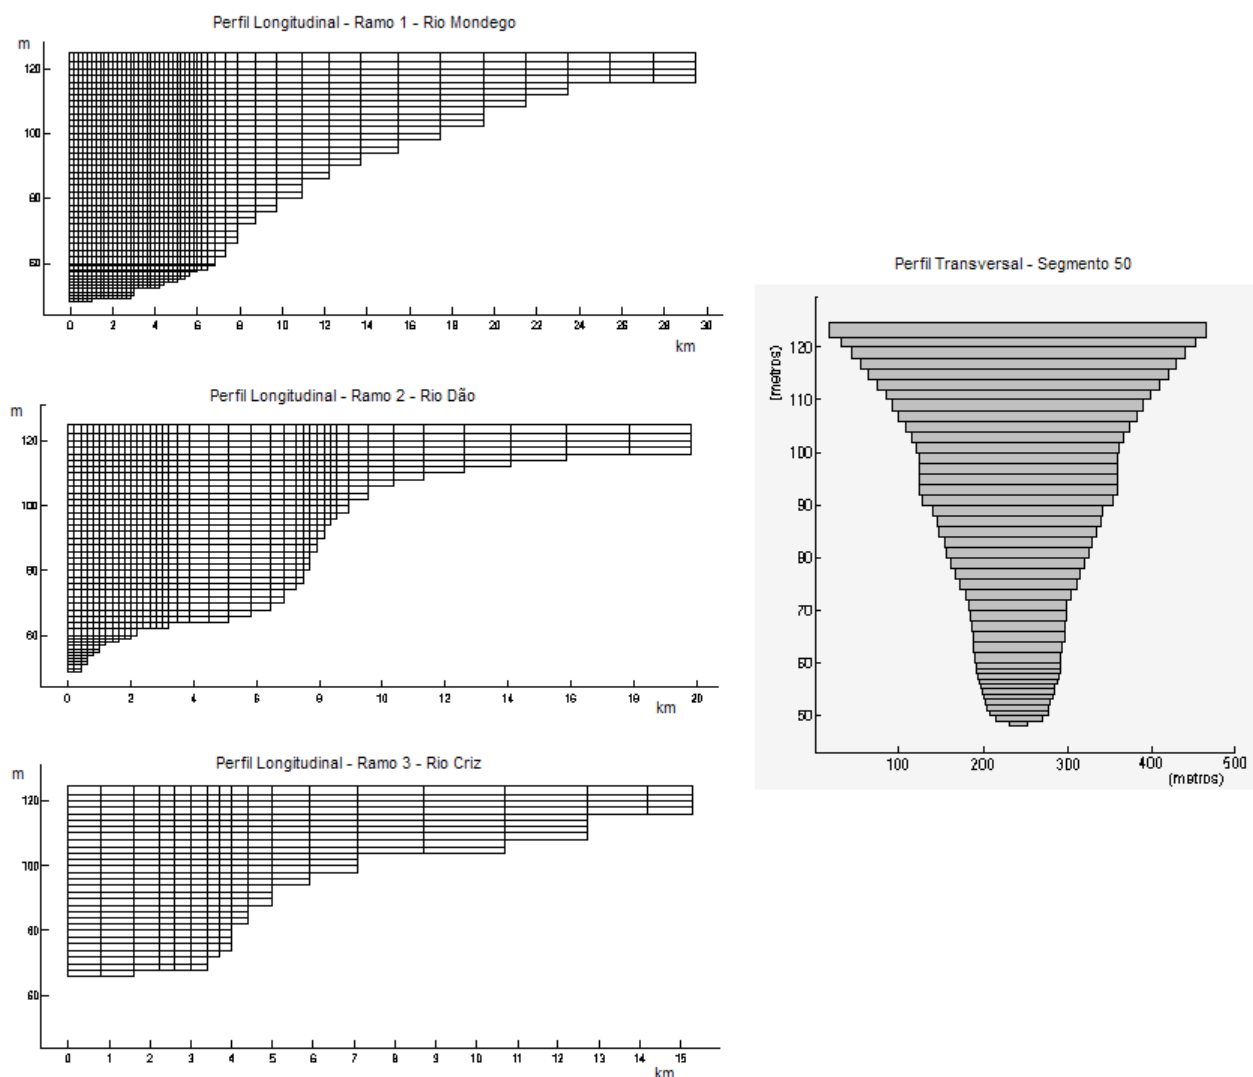 Perfil Longitudinal - Ramo 1 - Rio Mondego
m
120
100
80
60
0 2 4 6 8 10 12 14 16 18 20 22 24 26 28 30
km
Perfil Longitudinal - Ramo 2 - Rio Dão
m
120
100
80
60
0 2 4 6 8 10 12 14 16 18 20
km
Perfil Longitudinal - Ramo 3 - Rio Criz
m
120
100
80
60
0 1 2 3 4 5 6 7 8 9 10 11 12 13 14 15
km
Perfil Transversal - Segmento 50
(metros)
120
110
100
90
80
70
60
50
100 200 300 400 500
(metros)